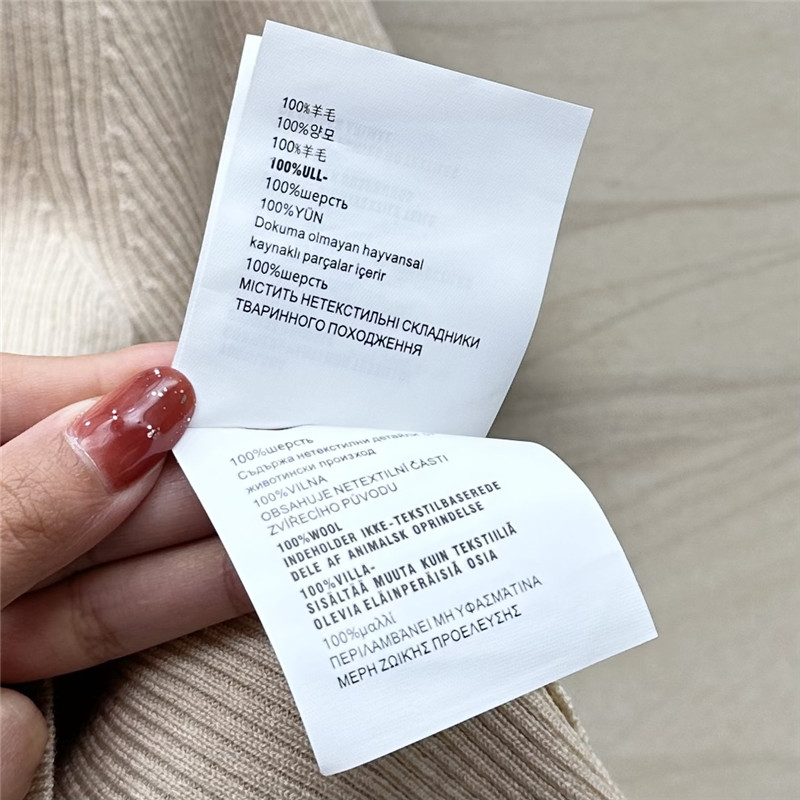 100%羊毛
100%양모
100%羊毛
100%ULL-
100%шерсть
100%YÜN
Dokuma olmayan hayvansal
kaynaklı parçalar içerir
100%шерсть
МІСТИТЬ НЕТЕКСТИЛЬНІ СКЛАДНИКИ
ТВАРИННОГО ПОХОДЖЕННЯ
100%шерсть
Съдържа нетекстилни детайли
животински произход
100%VILNA
OBSAHUJE NETEXTILNÍ ČÁSTI
ZVÍŘECÍHO PŮVODU
100%WOOL
INDEHOLDER IKKE-TEKSTILBASEREDE
DELE AF ANIMALSK OPRINDELSE
100%VILLA-
SISÄLTÄÄ MUUTA KUIN TEKSTIILIÄ
OLEVIA ELÄINPERÄISIÄ OSIA
100%μαλλί
ΠΕΡΙΛΑΜΒΑΝΕΙ ΜΗ ΥΦΑΣΜΑΤΙΝΑ
ΜΕΡΗ ΖΩΙΚΉΣ ΠΡΟΕΛΕΥΣΗΣ